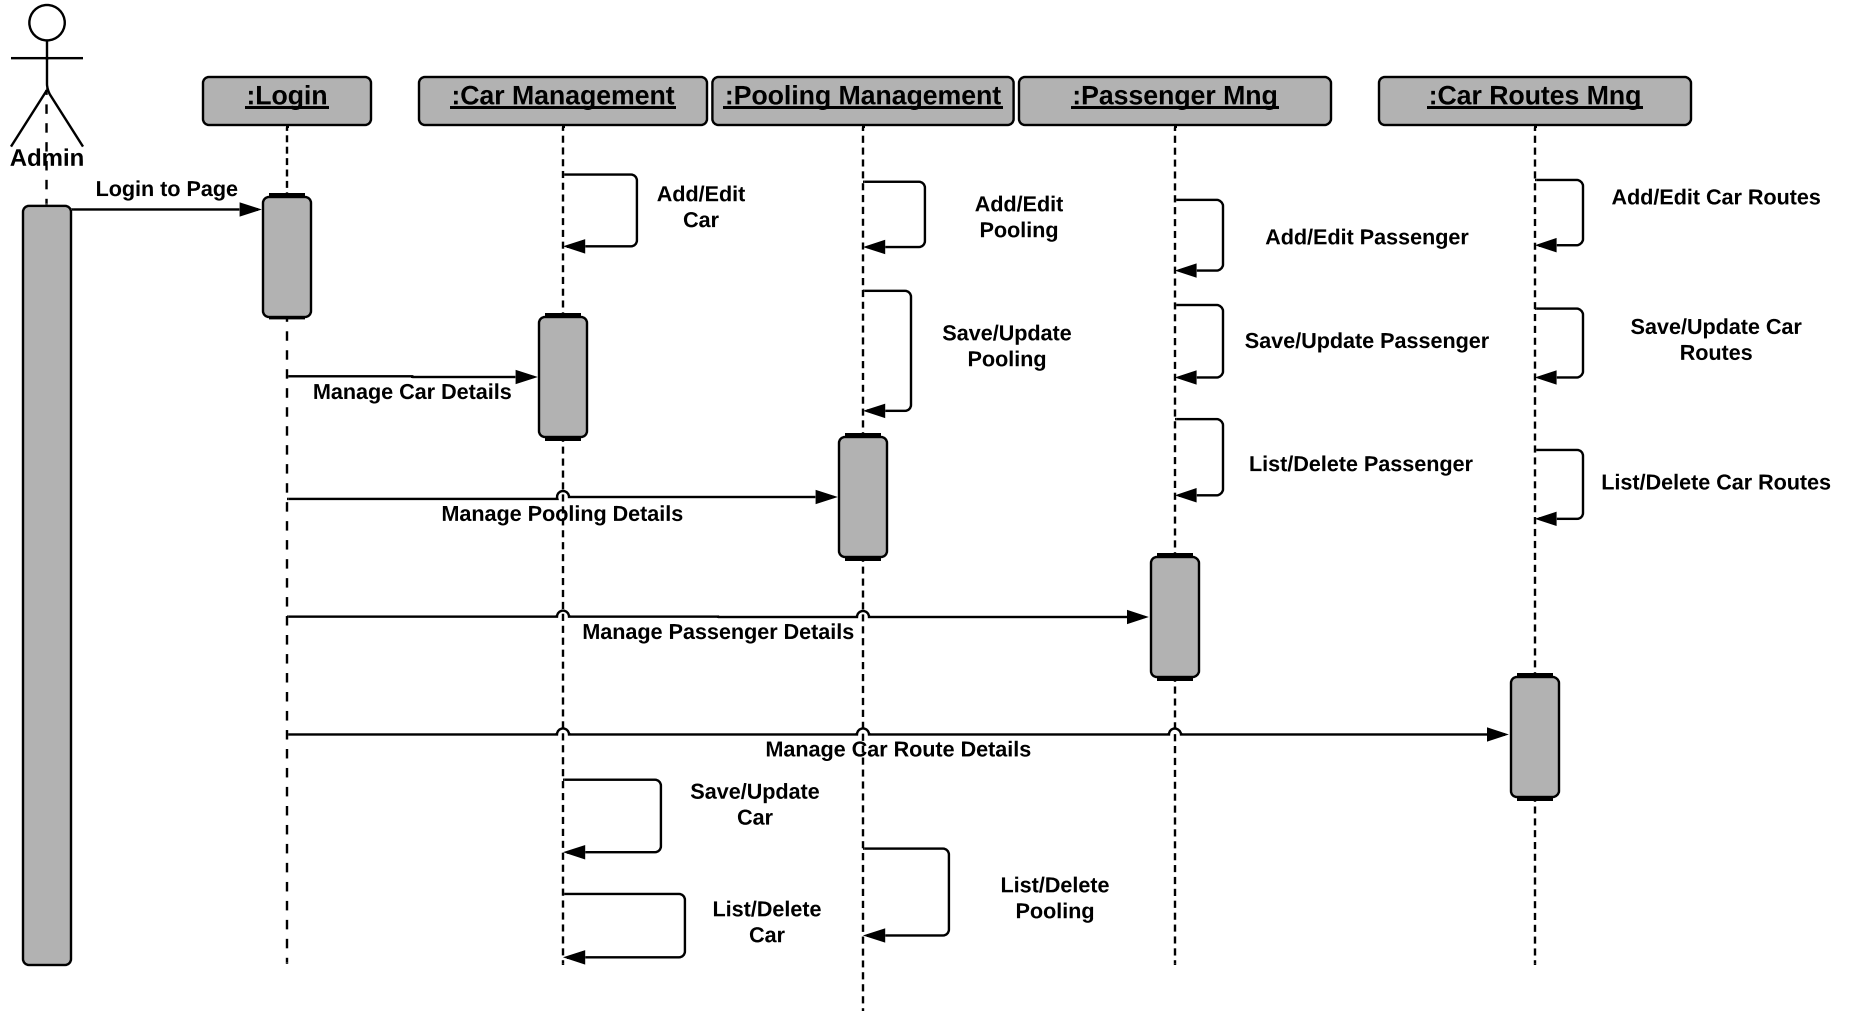 :Login
:Car Management
:Pooling Management
:Passenger Mng
:Car Routes Mng
Admin
Login to Page
Add/Edit
Car
Add/Edit
Pooling
Add/Edit Passenger
Add/Edit Car Routes
Save/Update
Pooling
Save/Update Passenger
Save/Update Car
Routes
Manage Car Details
List/Delete Passenger
List/Delete Car Routes
Manage Pooling Details
Manage Passenger Details
Manage Car Route Details
Save/Update
Car
List/Delete
Pooling
List/Delete
Car